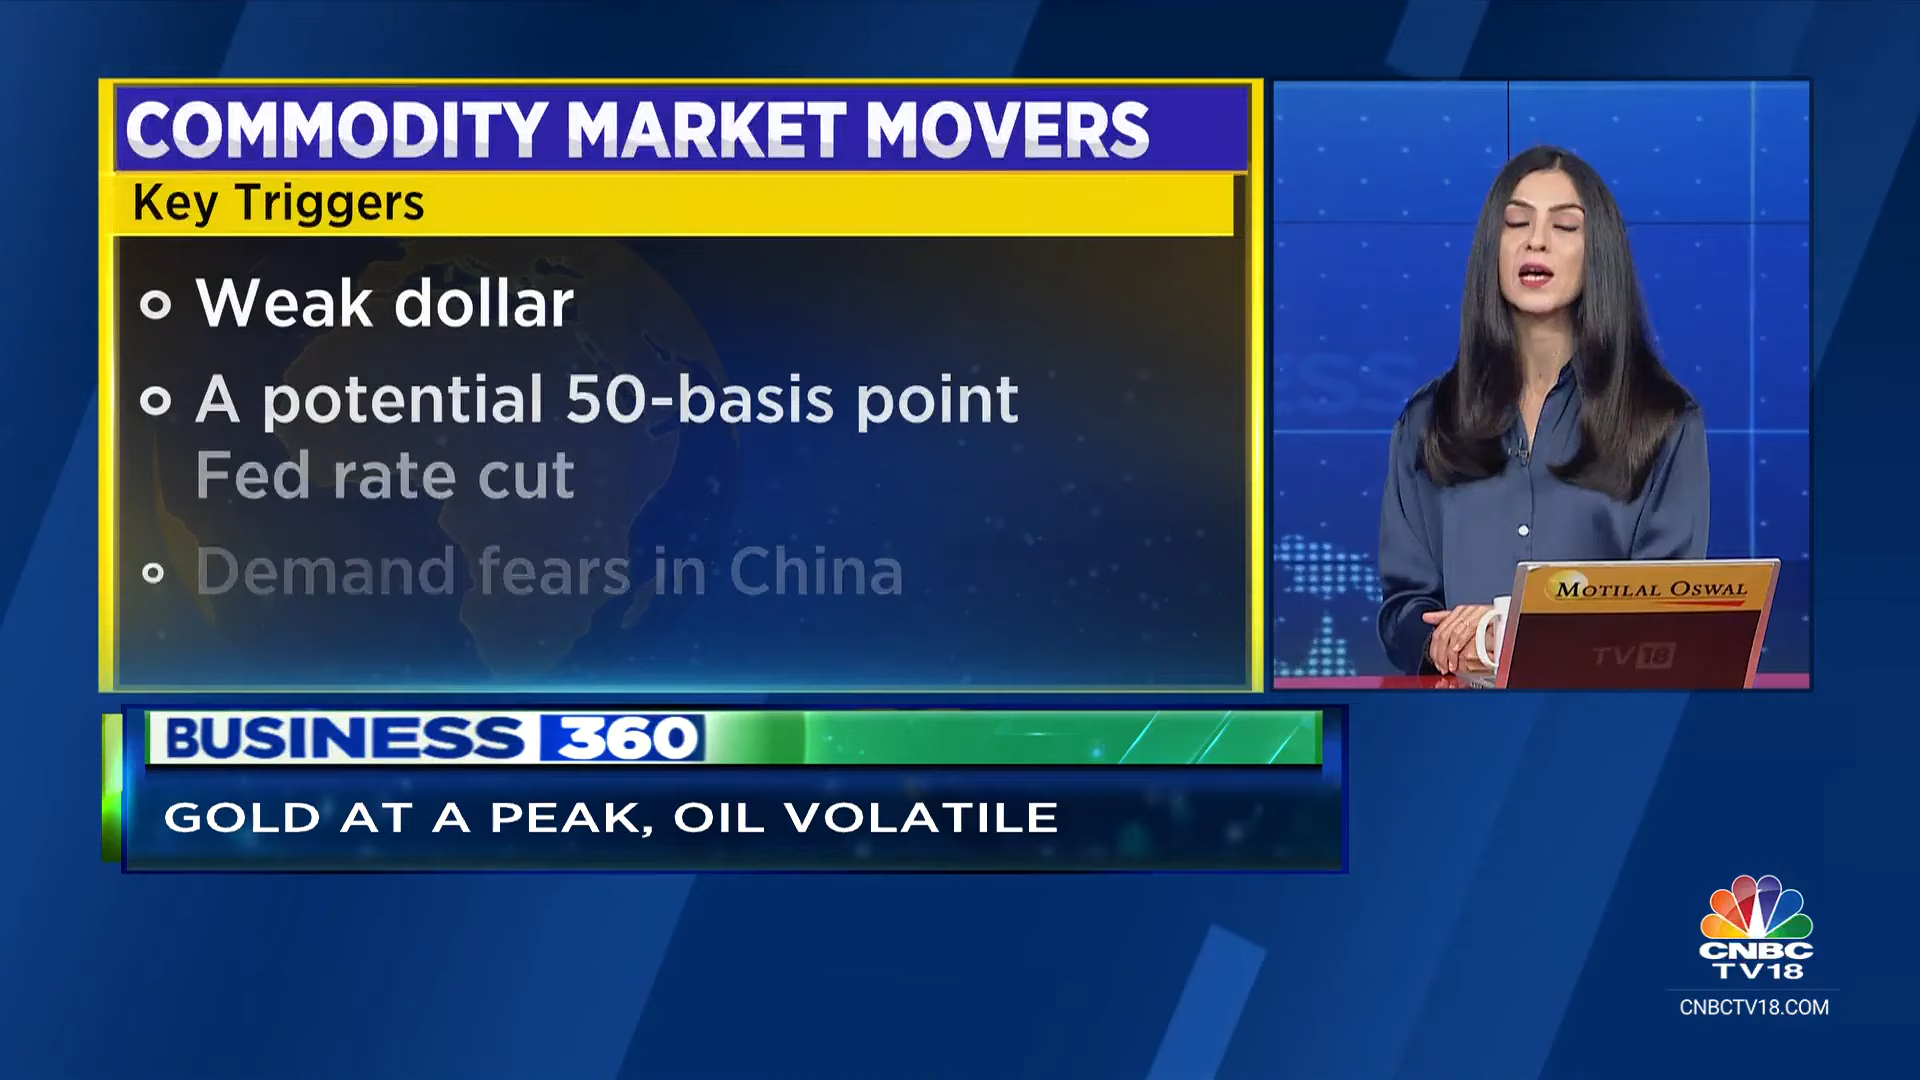 COMMODITY MARKET MOVERS
Key Triggers
Weak dollar
A potential 50-basis point
Fed rate cut
Demand fears in China
ESS
MOTILAL OSWAL
TV18
BUSINESS 360
GOLD AT A PEAK, OIL VOLATILE
CNBC
TV18
CNBCTV18.COM